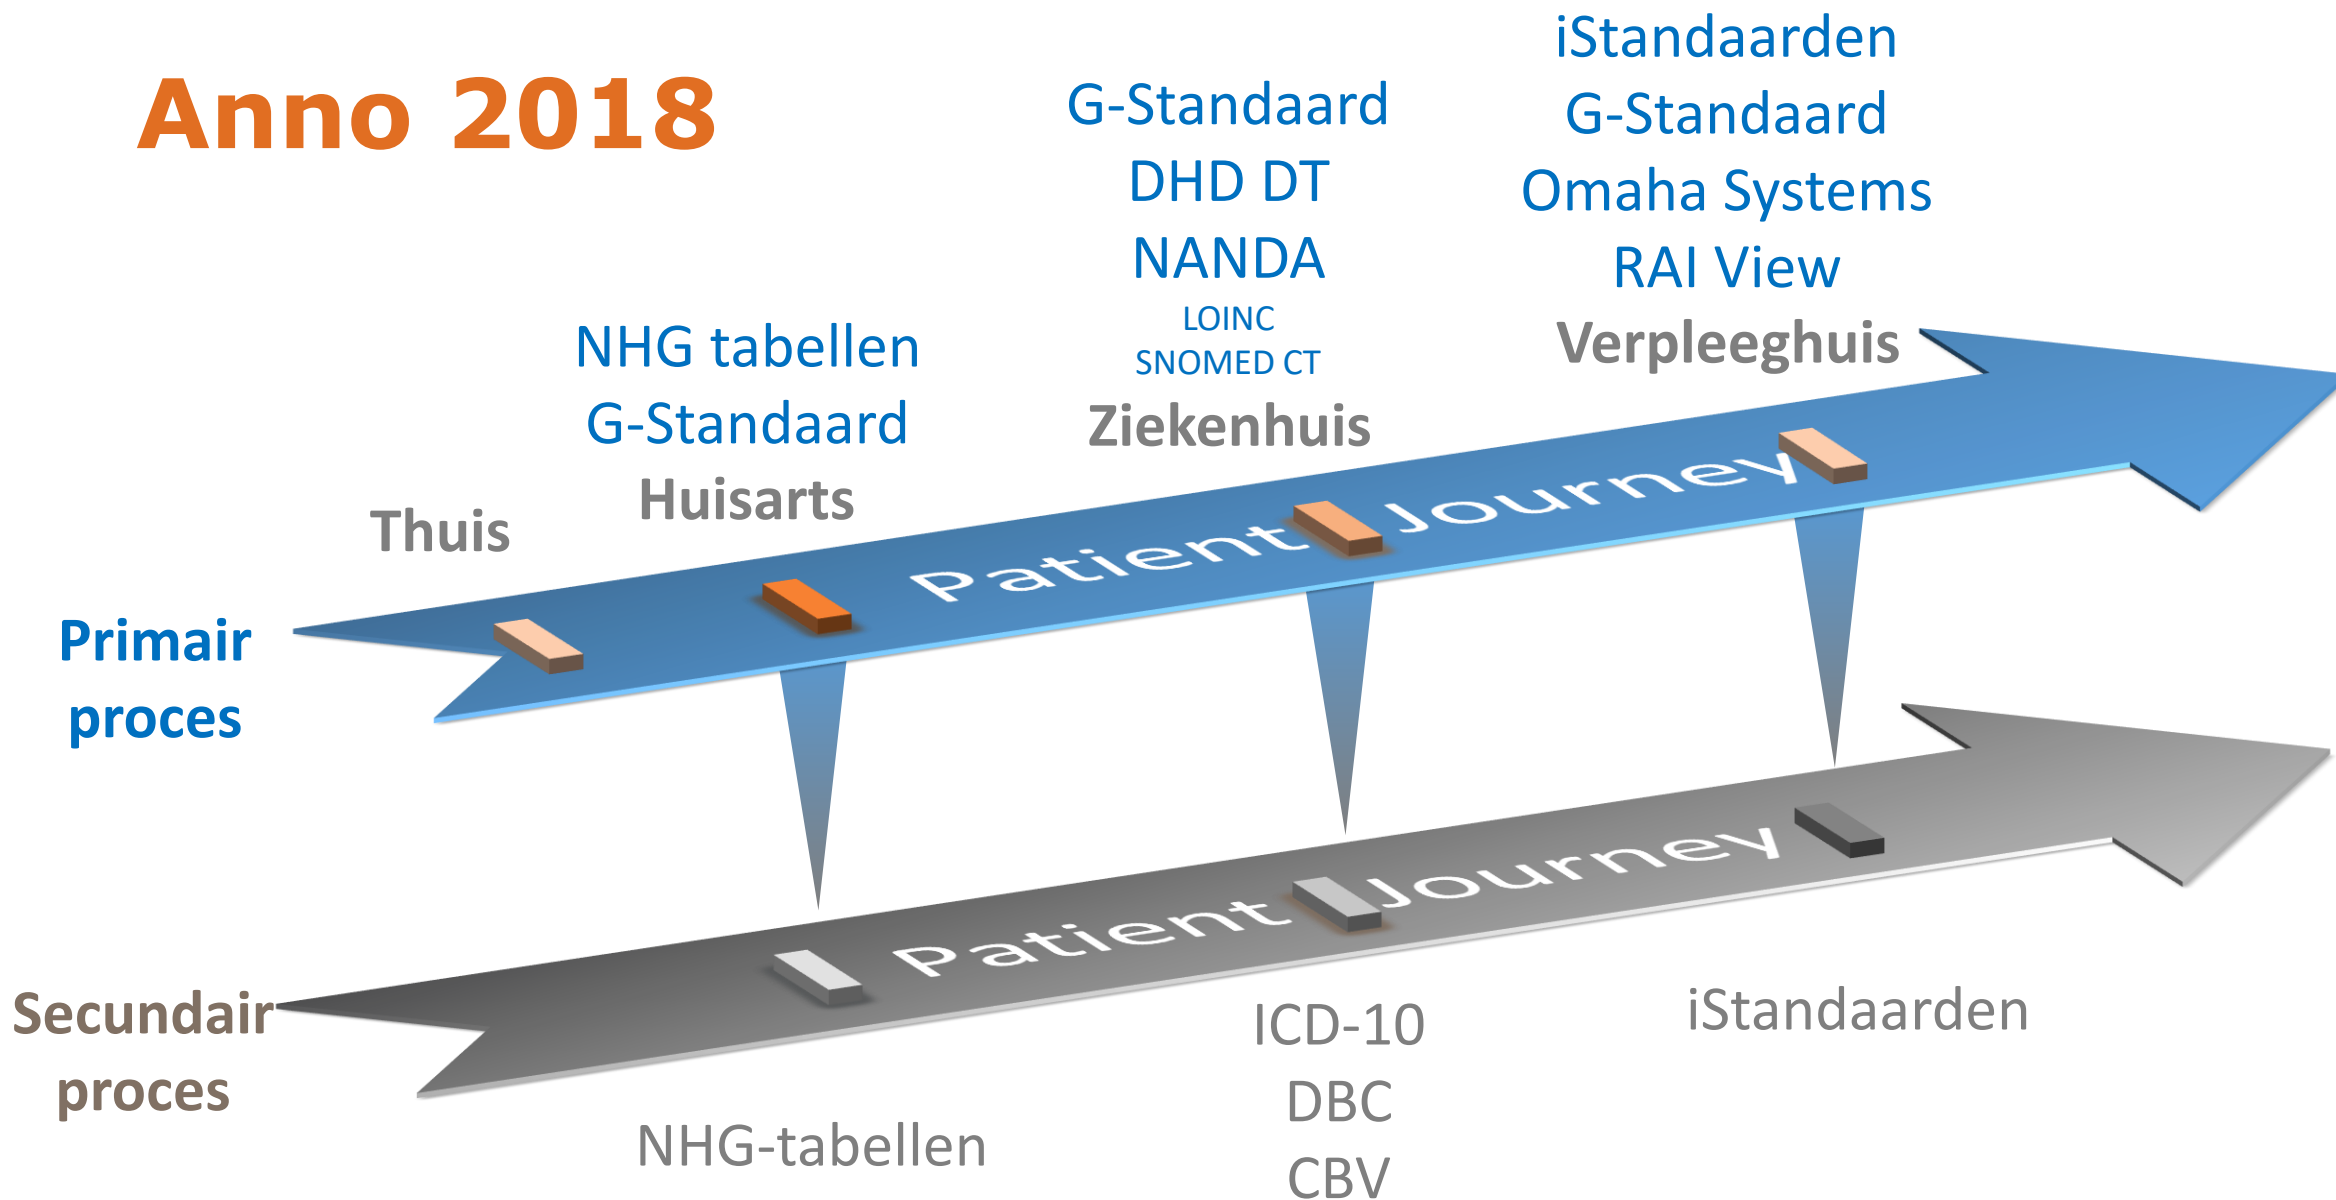 Anno 2018
Thuis
NHG tabellen
G-Standaard
Huisarts
G-Standaard
DHD DT
NANDA
LOINC
SNOMED CT
Ziekenhuis
iStandaarden
G-Standaard
Omaha Systems
RAI View
Verpleeghuis
Primair
proces
Patient Journey
Secundair
proces
Patient Journey
NHG-tabellen
ICD-10
DBC
CBV
iStandaarden